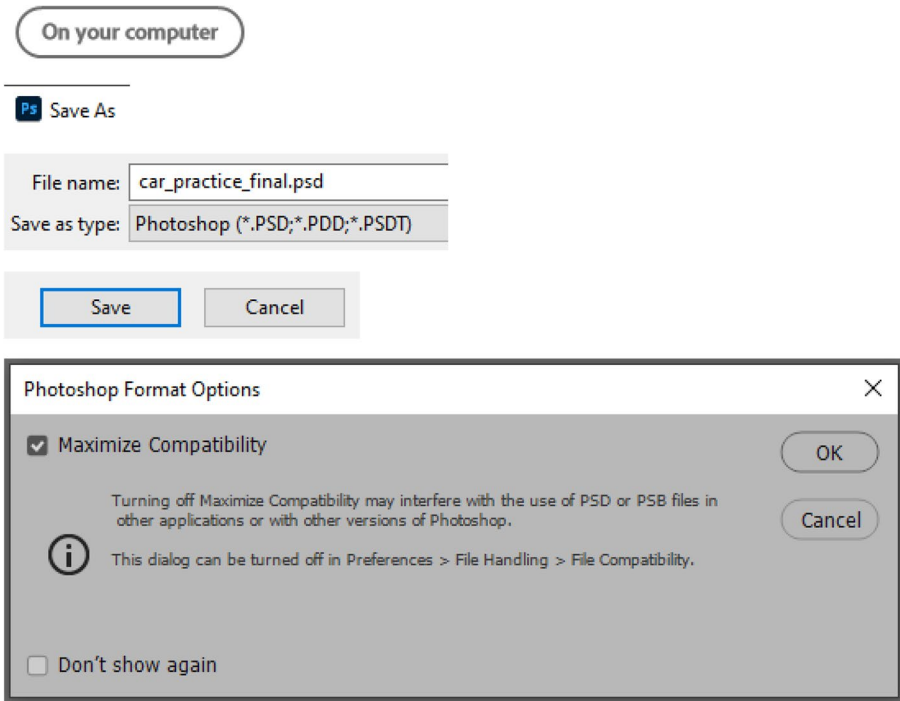 On your computer
Ps Save As
File name: car_practice_final.psd
Save as type: Photoshop (*.PSD;*.PDD;*.PSDT)
Save Cancel
Photoshop Format Options
Maximize Compatibility
OK
Turning off Maximize Compatibility may interfere with the use of PSD or PSB files in
other applications or with other versions of Photoshop.
Cancel
This dialog can be turned off in Preferences > File Handling > File Compatibility.
Don't show again